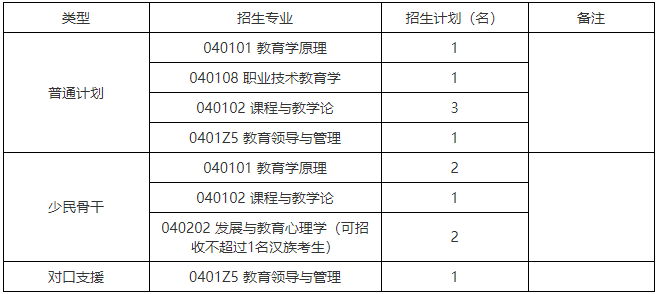 类型 招生专业 招生计划（名） 备注
普通计划 040101 教育学原理 1
040108 职业技术教育学 1
040102 课程与教学论 3
0401Z5 教育领导与管理 1
少民骨干 040101 教育学原理 2
040102 课程与教学论 1
040202 发展与教育心理学（可招
收不超过1名汉族考生） 2
对口支援 0401Z5 教育领导与管理 1